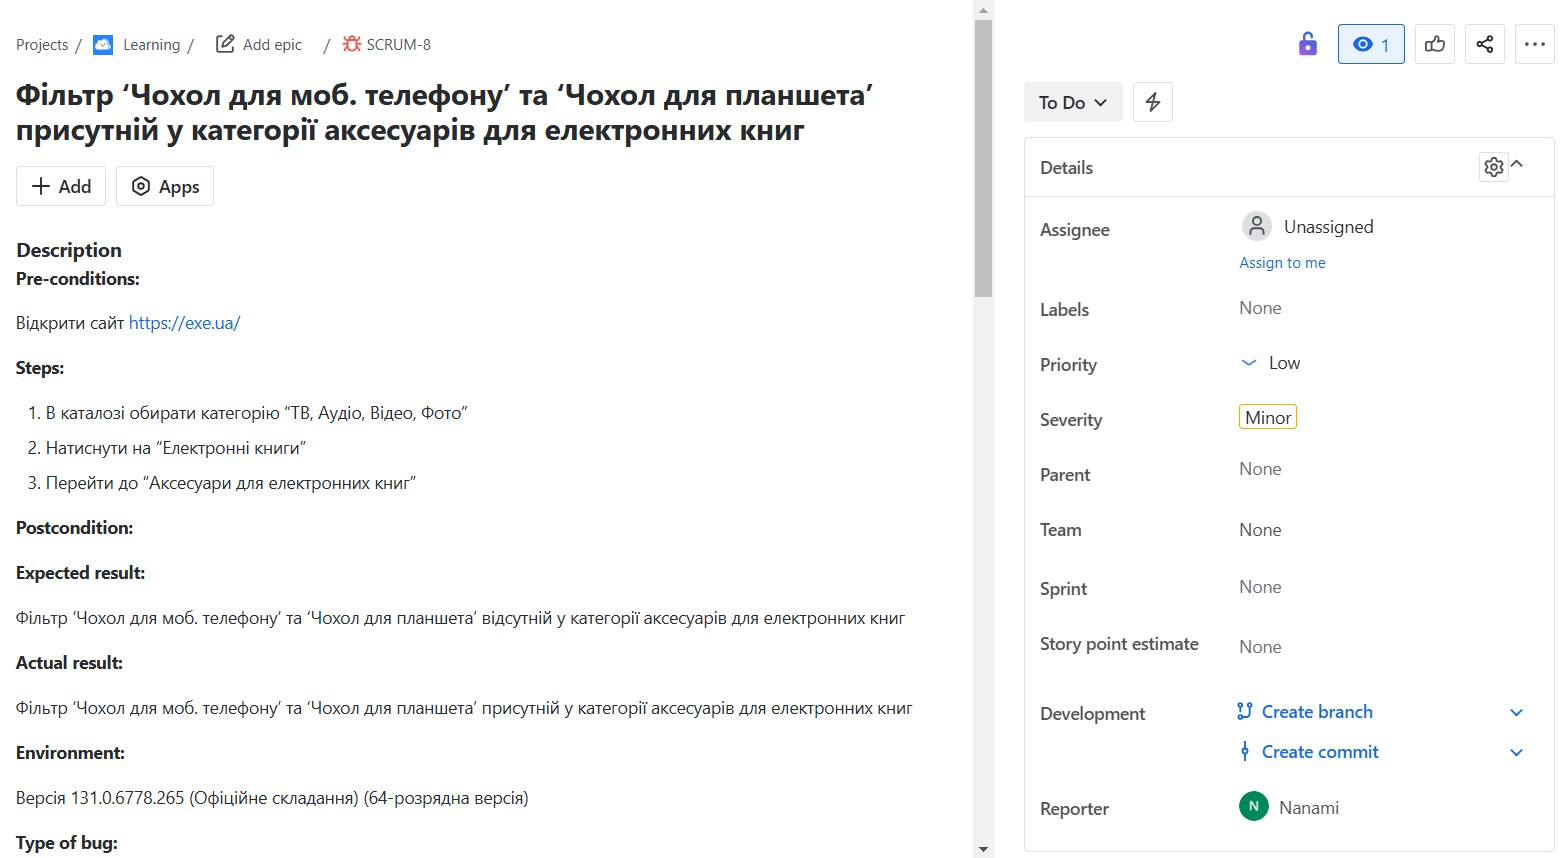 Projects / Learning / Add epic / SCRUM-8
Фільтр ‘Чохол для моб. телефону’ та ‘Чохол для планшета’
присутній у категорії аксесуарів для електронних книг
Add Apps
Description
Pre-conditions:
Відкрити сайт https://exe.ua/
Steps:
1. В каталозі обирати категорію “ТВ, Аудіо, Відео, Фото”
2. Натиснути на “Електронні книги”
3. Перейти до “Аксесуари для електронних книг”
Postcondition:
Expected result:
Фільтр ‘Чохол для моб. телефону’ та ‘Чохол для планшета’ відсутній у категорії аксесуарів для електронних книг
Actual result:
Фільтр ‘Чохол для моб. телефону’ та ‘Чохол для планшета’ присутній у категорії аксесуарів для електронних книг
Environment:
Версія 131.0.6778.265 (Офіційне складання) (64-розрядна версія)
Type of bug:
1
To Do
Details
Assignee Unassigned
Assign to me
Labels None
Priority Low
Severity Minor
Parent None
Team None
Sprint None
Story point estimate None
Development Create branch
Create commit
Reporter N Nanami